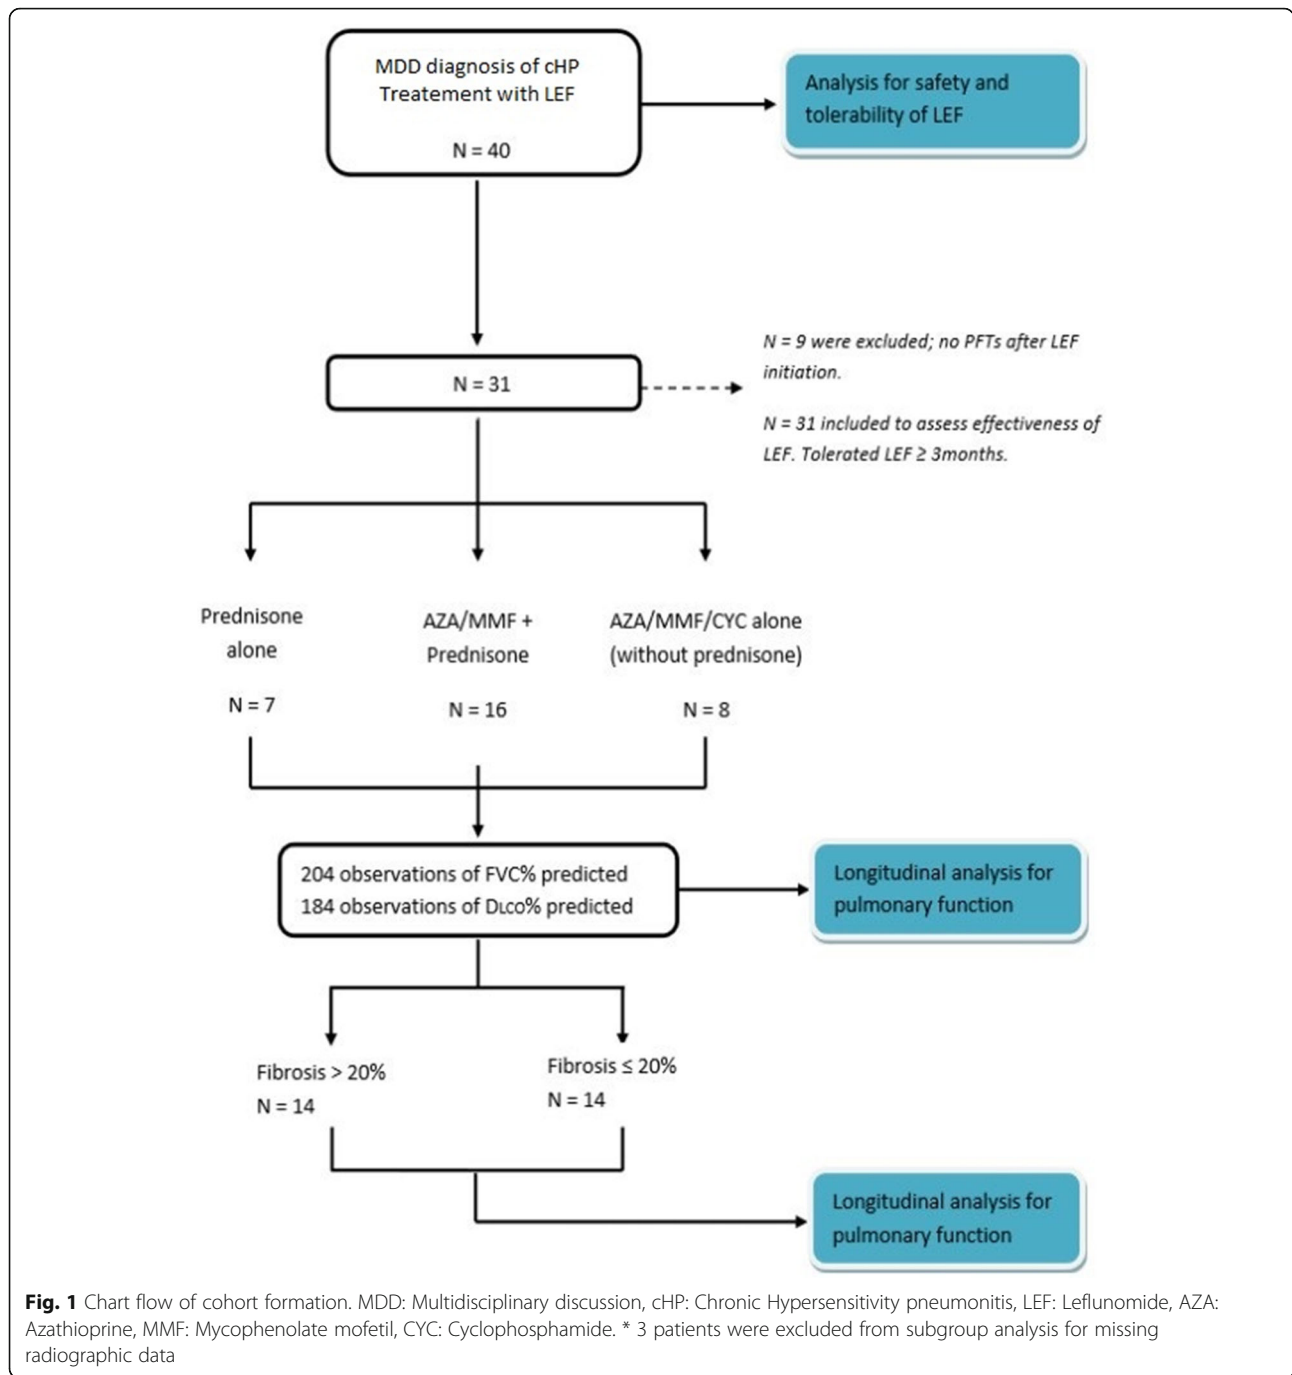 MDD diagnosis of cHP
Treatement with LEF
N = 40
Analysis for safety and
tolerability of LEF
N = 31
N = 9 were excluded; no PFTs after LEF
initiation.
N = 31 included to assess effectiveness of
LEF. Tolerated LEF ≥ 3months.
Prednisone
alone
N = 7
AZA/MMF +
Prednisone
N = 16
AZA/MMF/CYC alone
(without prednisone)
N = 8
204 observations of FVC% predicted
184 observations of DLCO% predicted
Longitudinal analysis for
pulmonary function
Fibrosis > 20%
N = 14
Fibrosis ≤ 20%
N = 14
Longitudinal analysis for
pulmonary function
Fig. 1 Chart flow of cohort formation. MDD: Multidisciplinary discussion, cHP: Chronic Hypersensitivity pneumonitis, LEF: Leflunomide, AZA:
Azathioprine, MMF: Mycophenolate mofetil, CYC: Cyclophosphamide. * 3 patients were excluded from subgroup analysis for missing
radiographic data